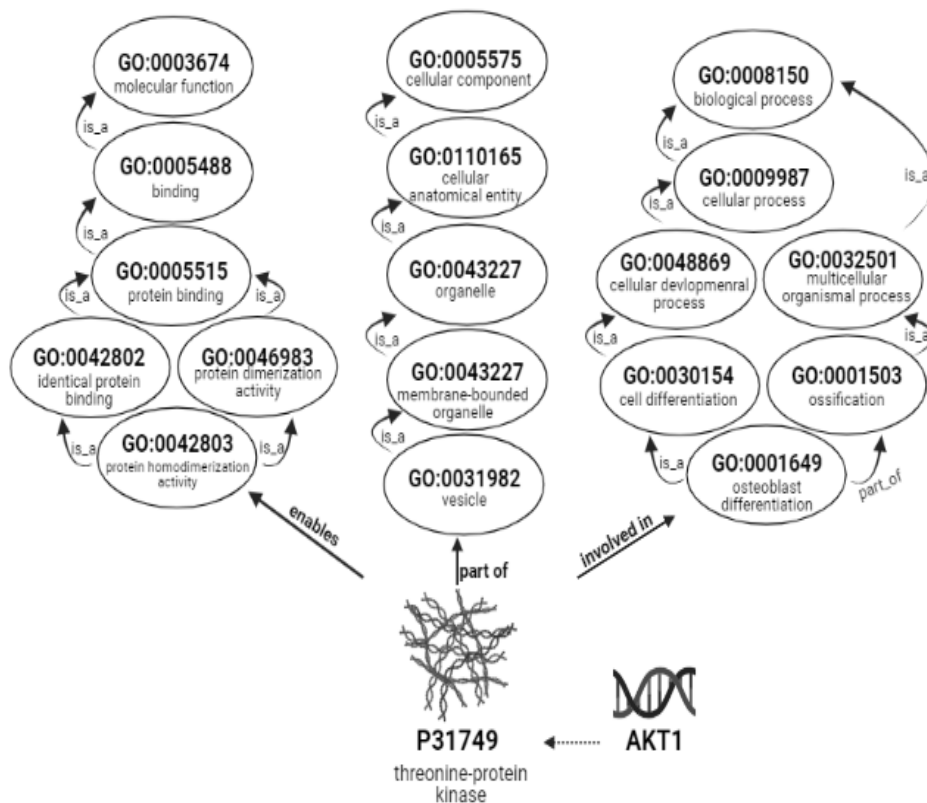 GO:0003674
molecular function
is_a
GO:0005488
binding
is_a
GO:0005515
protein binding
is_a
is_a
GO:0042802
identical protein
binding
GO:0046983
protein dimerization
activity
is_a
GO:0042803
protein homodimerization
activity
is_a
enables
GO:0005575
cellular component
is_a
GO:0110165
cellular
anatomical entity
is_a
GO:0043227
organelle
is_a
GO:0043227
membrane-bounded
organelle
is_a
GO:0031982
vesicle
part of
GO:0008150
biological process
is_a
is_a
GO:0009987
cellular process
is_a
GO:0048869
cellular devlopmenral
process
GO:0032501
multicellular
organismal process
is_a
is_a
GO:0030154
cell differentiation
GO:0001503
ossification
is_a
GO:0001649
osteoblast
differentiation
part_of
involved in
P31749
threonine-protein
kinase
AKT1